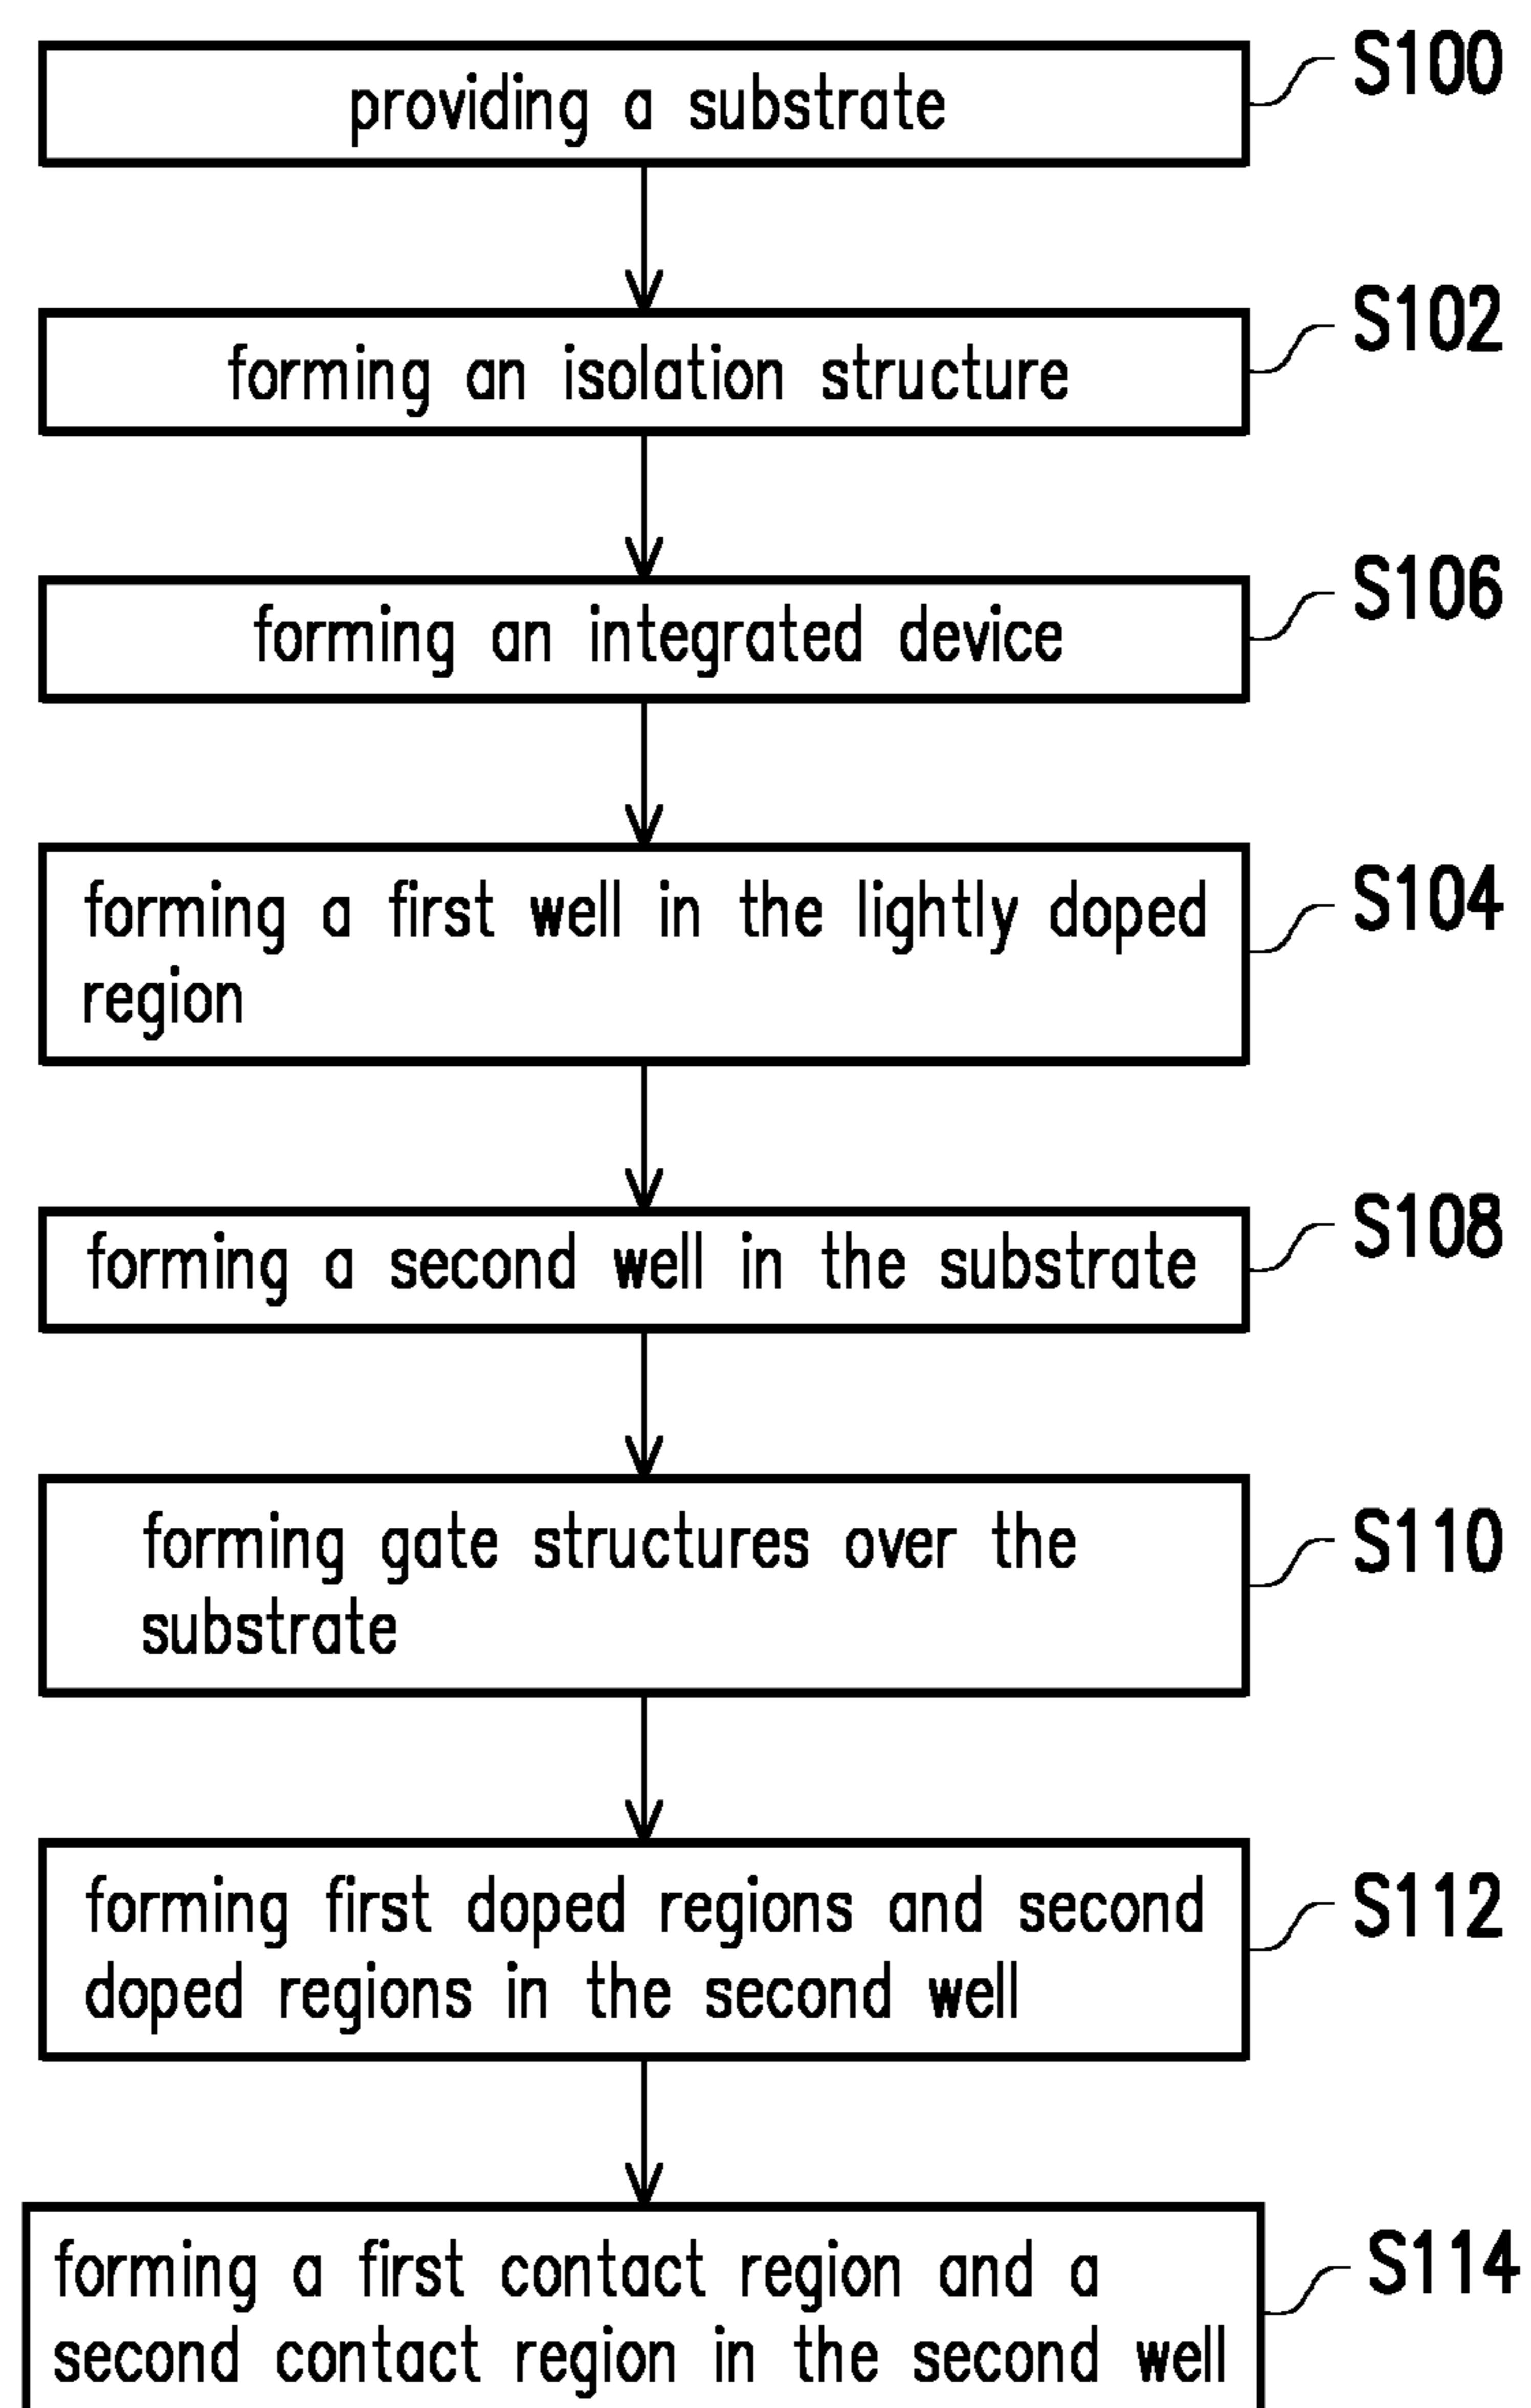 providing a substrate
S100
forming an isolation structure
S102
forming an integrated device
S106
forming a first well in the lightly doped
region
S104
forming a second well in the substrate
S108
forming gate structures over the
substrate
S110
forming first doped regions and second
doped regions in the second well
S112
forming a first contact region and a
second contact region in the second well
S114